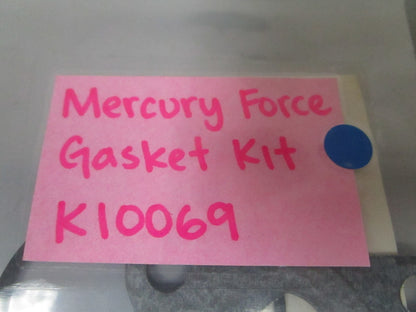 Mercury Force
Gasket Kit
K10069